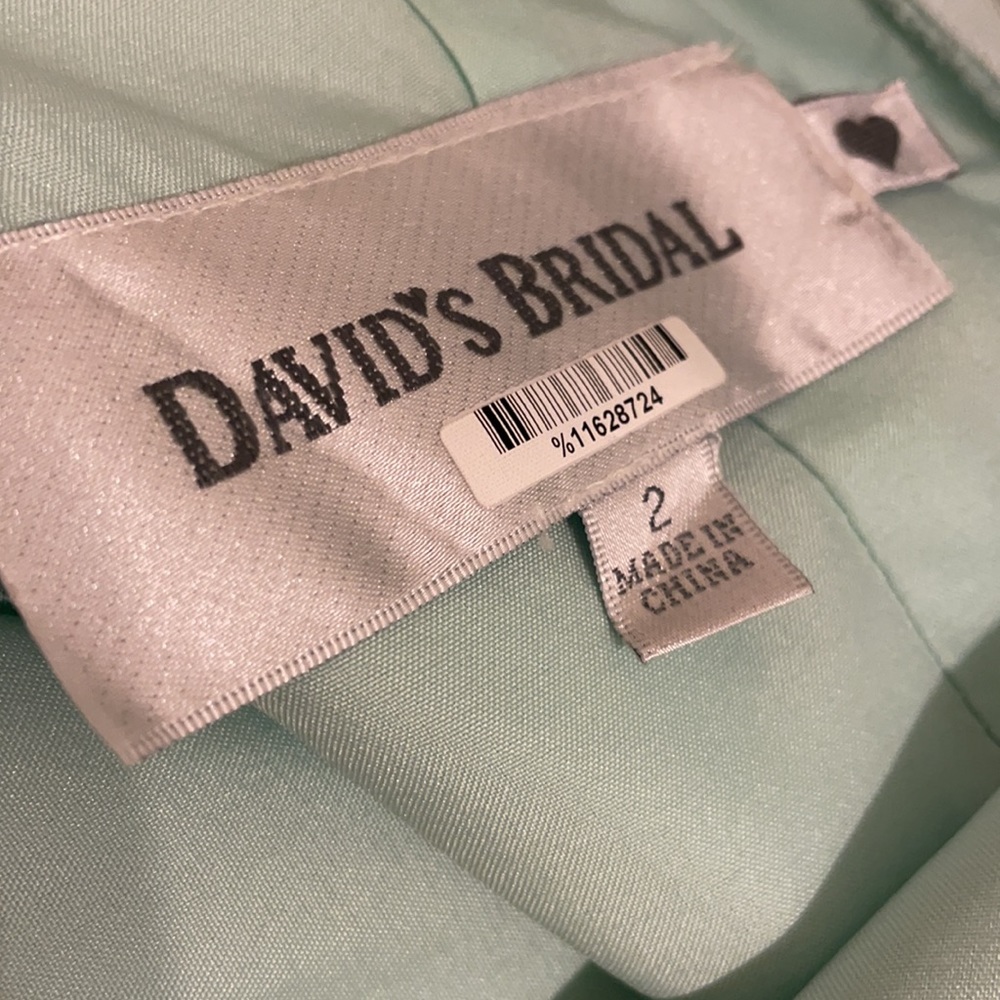 DAVID'S BRIDAL
%11628724
2
MADE IN
CHINA